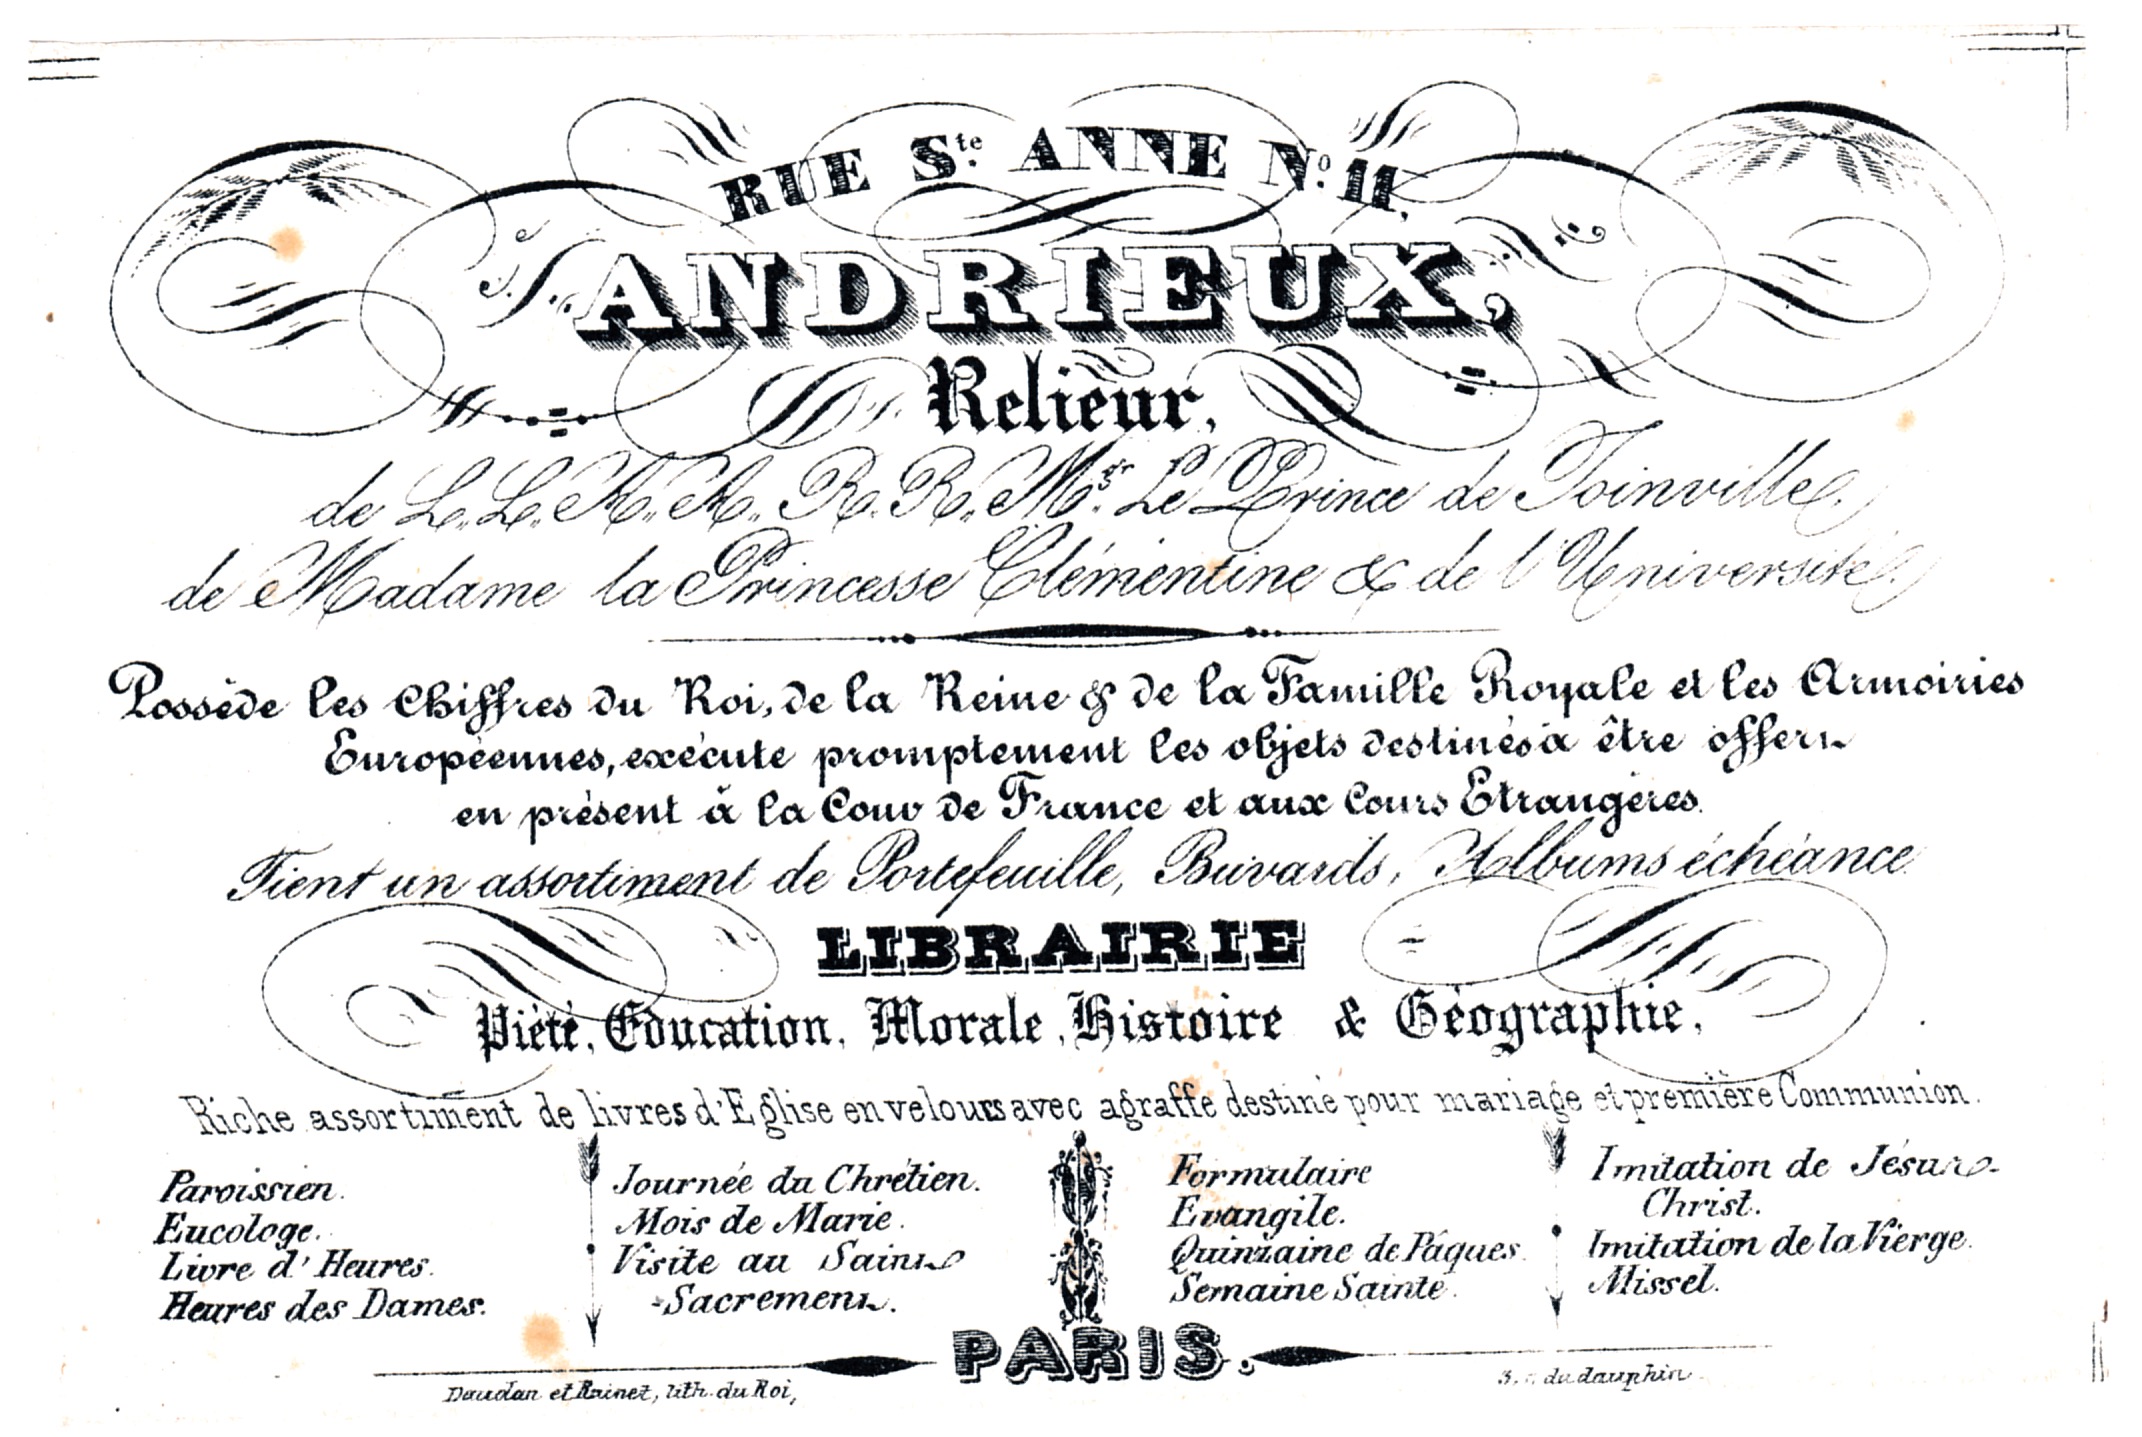 RUE Ste. ANNE No. 11,
ANDRIEUX,
Relieur,
de L.L. A.A. R.R. Mgr. Le Prince de Joinville,
de Madame la Princesse Clémentine & de l'Université.
Possède les Chiffres du Roi, de la Reine & de la Famille Royale et les Armoiries
Européennes, exécute promptement les objets destinés à être offerts
en présent à la Cour de France et aux Cours Etrangères.
Tient un assortiment de Portefeuille, Buvards, Albums échéance
LIBRAIRIE
Piété, Education, Morale, Histoire & Géographie,
Riche assortiment de livres d'Eglise en velours avec agraffe destiné pour mariage et première Communion.
Paroissien.
Eucologe.
Livre d'Heures.
Heures des Dames.
Journée du Chrétien.
Mois de Marie.
Visite au Saint
-Sacrement.
Formulaire
Evangile.
Quinzaine de Pâques.
Semaine Sainte.
Imitation de Jésus-
Christ.
Imitation de la Vierge.
Missel.
PARIS.
Daudan et Rainet, lith. du Roi,
3, r. du dauphin.